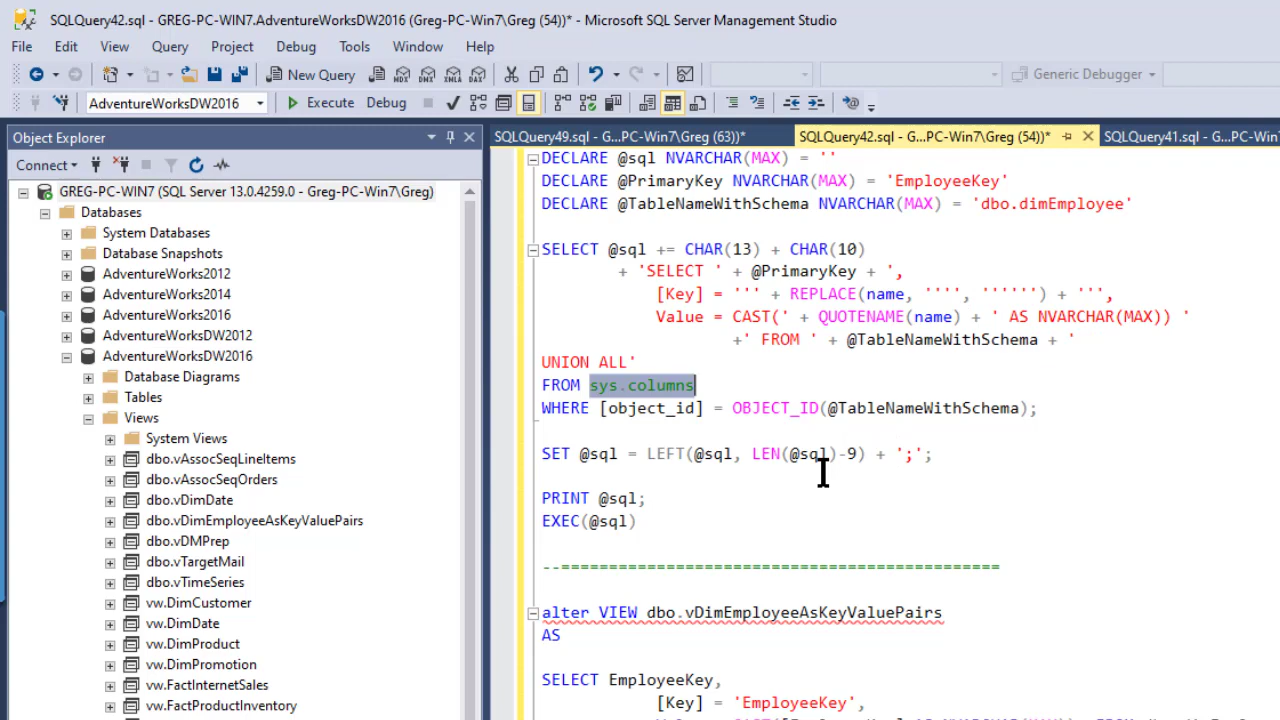 SQLQuery42.sql - GREG-PC-WIN7.AdventureWorksDW2016 (Greg-PC-Win7\Greg (54))* - Microsoft SQL Server Management Studio
File Edit View Query Project Debug Tools Window Help
New Query MDX DMX XMLA DAX Generic Debugger
AdventureWorksDW2016 Execute Debug
Object Explorer
SQLQuery49.sql - G...PC-Win7\Greg (63))* SQLQuery42.sql - G...PC-Win7\Greg (54))* SQLQuery41.sql - G...PC-Win7\Greg
Connect
GREG-PC-WIN7 (SQL Server 13.0.4259.0 - Greg-PC-Win7\Greg)
Databases
System Databases
Database Snapshots
AdventureWorks2012
AdventureWorks2014
AdventureWorks2016
AdventureWorksDW2012
AdventureWorksDW2016
Database Diagrams
Tables
Views
System Views
dbo.vAssocSeqLineItems
dbo.vAssocSeqOrders
dbo.vDimDate
dbo.vDimEmployeeAsKeyValuePairs
dbo.vDMPrep
dbo.vTargetMail
dbo.vTimeSeries
vw.DimCustomer
vw.DimDate
vw.DimProduct
vw.DimPromotion
vw.FactInternetSales
vw.FactProductInventory
DECLARE @sql NVARCHAR(MAX) = ''
DECLARE @PrimaryKey NVARCHAR(MAX) = 'EmployeeKey'
DECLARE @TableNameWithSchema NVARCHAR(MAX) = 'dbo.dimEmployee'
SELECT @sql += CHAR(13) + CHAR(10)
+ 'SELECT ' + @PrimaryKey + ',
[Key] = ''' + REPLACE(name, '''', '''''') + ''',
Value = CAST(' + QUOTENAME(name) + ' AS NVARCHAR(MAX)) '
+' FROM ' + @TableNameWithSchema + '
UNION ALL'
FROM sys.columns
WHERE [object_id] = OBJECT_ID(@TableNameWithSchema);
SET @sql = LEFT(@sql, LEN(@sql)-9) + ';';
PRINT @sql;
EXEC(@sql)
--==============================================
alter VIEW dbo.vDimEmployeeAsKeyValuePairs
AS
SELECT EmployeeKey,
[Key] = 'EmployeeKey',